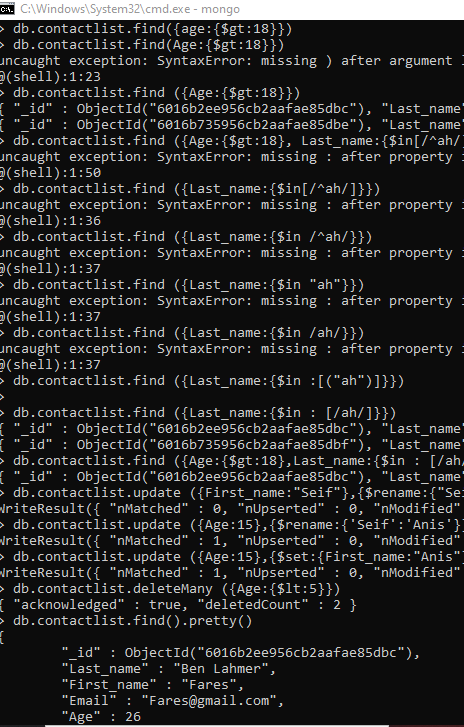 C:\Windows\System32\cmd.exe - mongo
> db.contactlist.find({age:{$gt:18}})
> db.contactlist.find(Age:{$gt:18}})
uncaught exception: SyntaxError: missing ) after argument
@(shell):1:23
> db.contactlist.find ({Age:{$gt:18}})
{ "_id" : ObjectId("6016b2ee956cb2aafae85dbc"), "Last_name"
{ "_id" : ObjectId("6016b735956cb2aafae85dbe"), "Last_name"
> db.contactlist.find ({Age:{$gt:18}, Last_name:{$in[/^ah/]
uncaught exception: SyntaxError: missing : after property
@(shell):1:50
> db.contactlist.find ({Last_name:{$in[/^ah/]}})
uncaught exception: SyntaxError: missing : after property
@(shell):1:36
> db.contactlist.find ({Last_name:{$in /^ah/}})
uncaught exception: SyntaxError: missing : after property
@(shell):1:37
> db.contactlist.find ({Last_name:{$in "ah"}})
uncaught exception: SyntaxError: missing : after property
@(shell):1:37
> db.contactlist.find ({Last_name:{$in /ah/}})
uncaught exception: SyntaxError: missing : after property
@(shell):1:37
> db.contactlist.find ({Last_name:{$in :[("ah")]}})
>
> db.contactlist.find ({Last_name:{$in : [/ah/]}})
{ "_id" : ObjectId("6016b2ee956cb2aafae85dbc"), "Last_name"
{ "_id" : ObjectId("6016b735956cb2aafae85dbf"), "Last_name"
> db.contactlist.find ({Age:{$gt:18},Last_name:{$in : [/ah/
{ "_id" : ObjectId("6016b2ee956cb2aafae85dbc"), "Last_name"
> db.contactlist.update ({First_name:"Seif"},{$rename:{"Sei
WriteResult({ "nMatched" : 0, "nUpserted" : 0, "nModified"
> db.contactlist.update ({Age:15},{$rename:{'Seif':'Anis'}}
WriteResult({ "nMatched" : 1, "nUpserted" : 0, "nModified"
> db.contactlist.update ({Age:15},{$set:{First_name:"Anis"}
WriteResult({ "nMatched" : 1, "nUpserted" : 0, "nModified"
> db.contactlist.deleteMany ({Age:{$lt:5}})
{ "acknowledged" : true, "deletedCount" : 2 }
> db.contactlist.find().pretty()
{
"_id" : ObjectId("6016b2ee956cb2aafae85dbc"),
"Last_name" : "Ben Lahmer",
"First_name" : "Fares",
"Email" : "Fares@gmail.com",
"Age" : 26